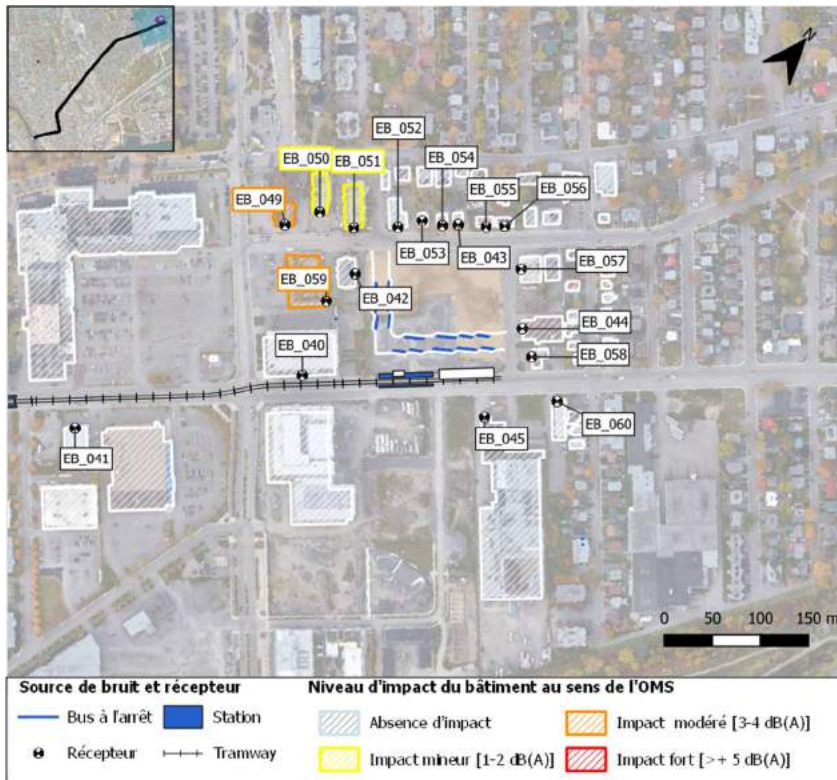 N
EB_052
EB_054
EB_050
EB_051
EB_055
EB_056
EB_049
EB_053
EB_043
EB_057
EB_059
EB_042
EB_044
EB_040
EB_058
EB_060
EB_045
EB_041
0 50 100 150 m
Source de bruit et récepteur
Niveau d'impact du bâtiment au sens de l'OMS
Bus à l'arrêt
Station
Absence d'impact
Impact modéré [3-4 dB(A)]
Récepteur
Tramway
Impact mineur [1-2 dB(A)]
Impact fort [>+ 5 dB(A)]